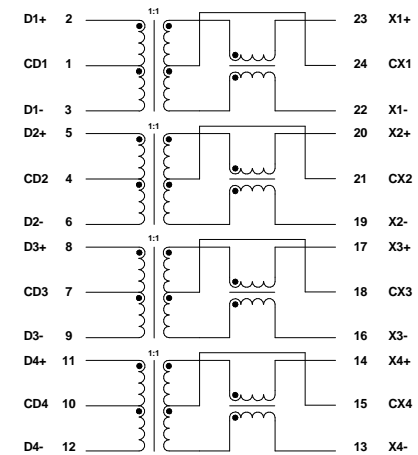 1:1
D1+ 2 23 X1+
CD1 1 24 CX1
D1- 3 22 X1-
1:1
D2+ 5 20 X2+
CD2 4 21 CX2
D2- 6 19 X2-
1:1
D3+ 8 17 X3+
CD3 7 18 CX3
D3- 9 16 X3-
1:1
D4+ 11 14 X4+
CD4 10 15 CX4
D4- 12 13 X4-